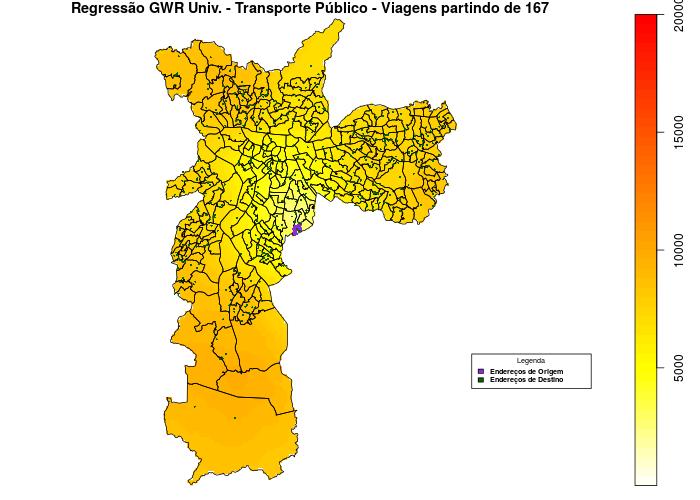 Regressão GWR Univ. - Transporte Público - Viagens partindo de 167
20000
15000
10000
5000
Legenda
Endereços de Origem
Endereços de Destino